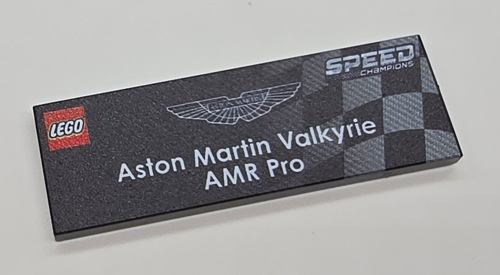 SPEED
CHAMPIONS
LEGO
Aston Martin Valkyrie
AMR Pro